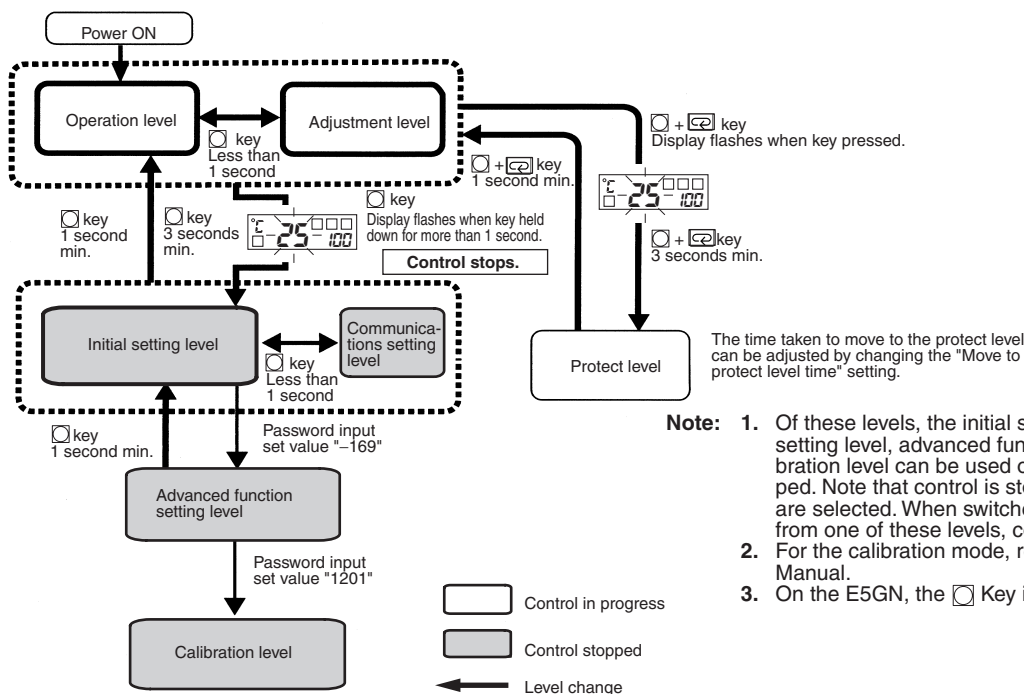 Power ON
Operation level
Adjustment level
key
Less than
1 second
+ key
Display flashes when key pressed.
+ key
1 second min.
°C
25
100
+ key
3 seconds min.
key
1 second
min.
key
3 seconds
min.
°C
25
100
key
Display flashes when key held
down for more than 1 second.
Control stops.
Initial setting level
Communica-
tions setting
level
key
Less than
1 second
Protect level
The time taken to move to the protect level
can be adjusted by changing the "Move to
protect level time" setting.
key
1 second min.
Password input
set value "−169"
Advanced function
setting level
Password input
set value "1201"
Calibration level
Control in progress
Control stopped
Level change
Note: 1. Of these levels, the initial s
setting level, advanced fun
bration level can be used o
ped. Note that control is sto
are selected. When switche
from one of these levels, c
2. For the calibration mode, r
Manual.
3. On the E5GN, the Key i